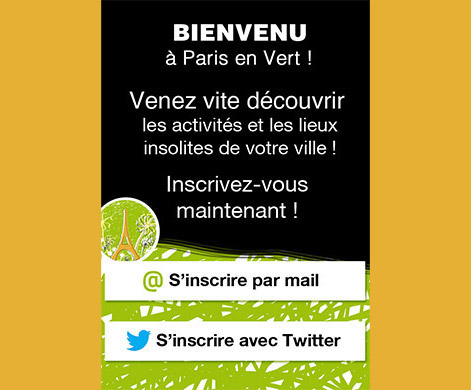 BIENVENU
à Paris en Vert !
Venez vite découvrir
les activités et les lieux
insolites de votre ville !
Inscrivez-vous
maintenant !
@ S'inscrire par mail
S'inscrire avec Twitter